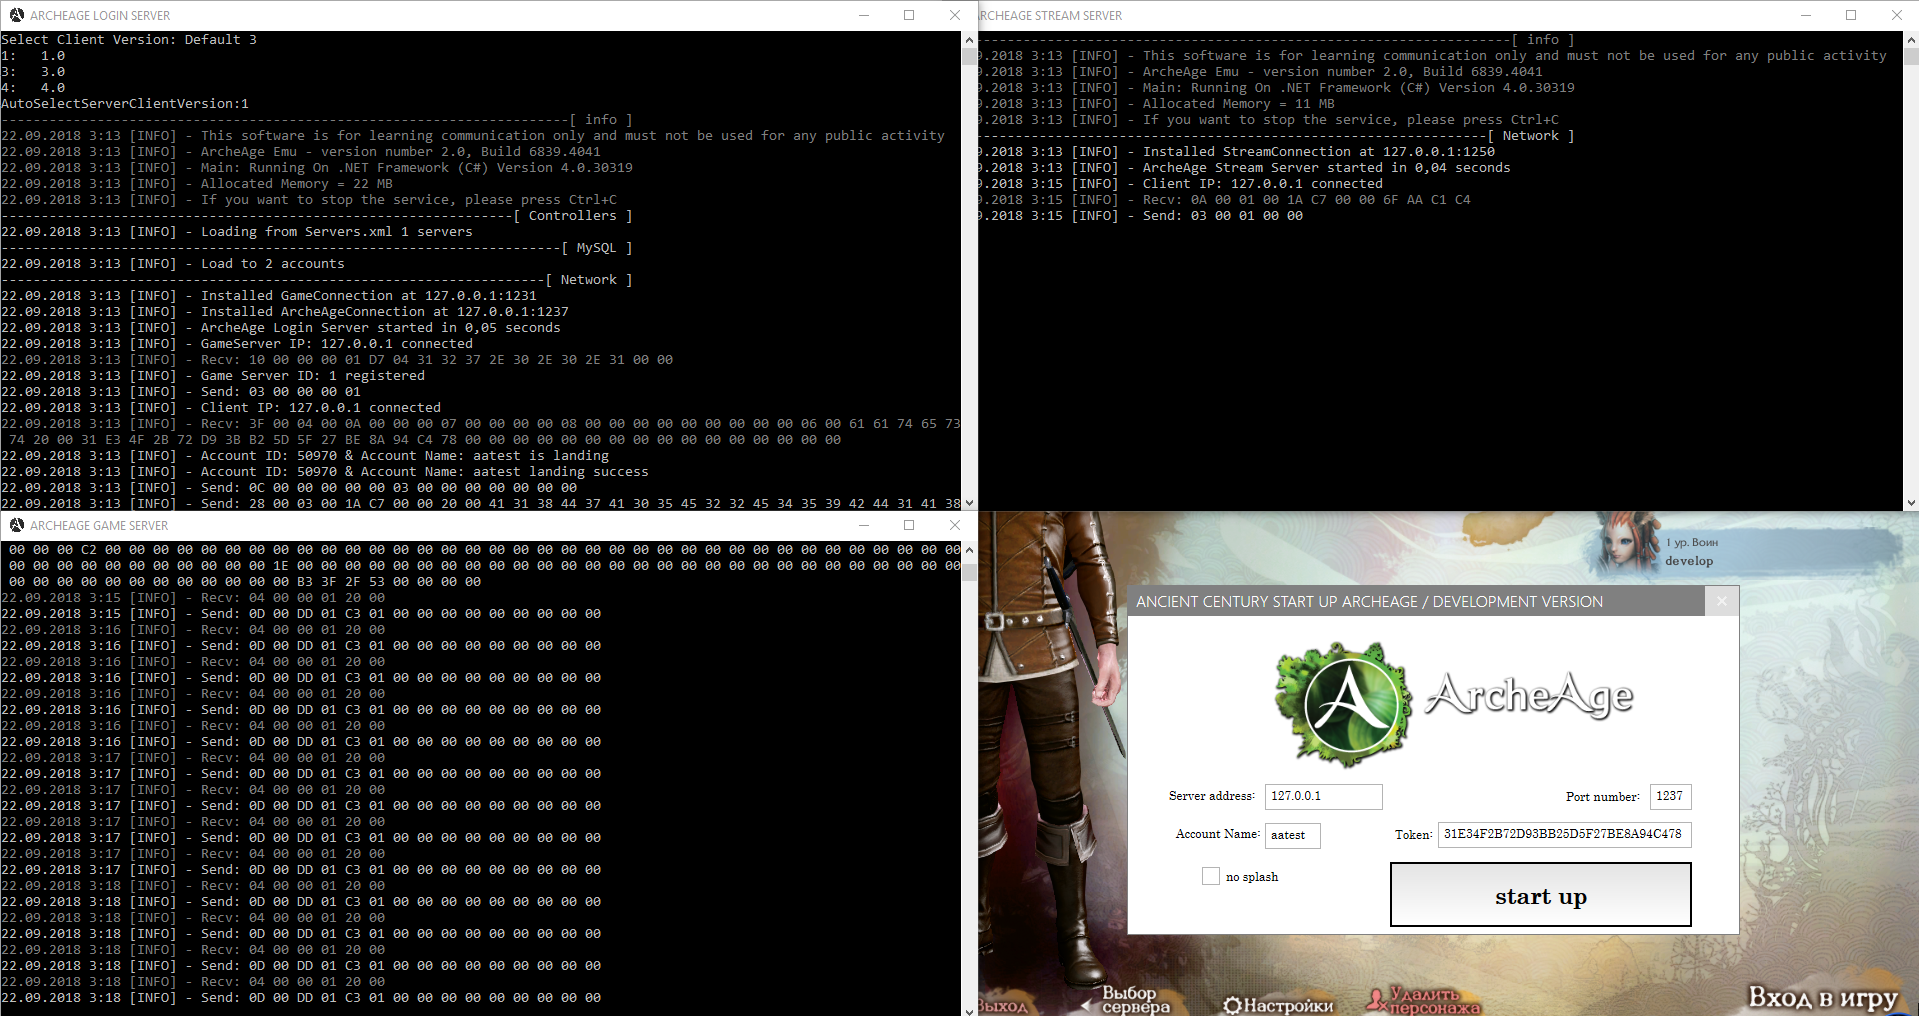 ARCHEAGE LOGIN SERVER
Select Client Version: Default 3
1:   1.0
3:   3.0
4:   4.0
AutoSelectServerClientVersion:1
-----------------------------------------------------------------------[ info ]
22.09.2018 3:13 [INFO] - This software is for learning communication only and must not be used for any public activity
22.09.2018 3:13 [INFO] - ArcheAge Emu - version number 2.0, Build 6839.4041
22.09.2018 3:13 [INFO] - Main: Running On .NET Framework (C#) Version 4.0.30319
22.09.2018 3:13 [INFO] - Allocated Memory = 22 MB
22.09.2018 3:13 [INFO] - If you want to stop the service, please press Ctrl+C
----------------------------------------------------------------[ Controllers ]
22.09.2018 3:13 [INFO] - Loading from Servers.xml 1 servers
----------------------------------------------------------------------[ MySQL ]
22.09.2018 3:13 [INFO] - Load to 2 accounts
--------------------------------------------------------------------[ Network ]
22.09.2018 3:13 [INFO] - Installed GameConnection at 127.0.0.1:1231
22.09.2018 3:13 [INFO] - Installed ArcheAgeConnection at 127.0.0.1:1237
22.09.2018 3:13 [INFO] - ArcheAge Login Server started in 0,05 seconds
22.09.2018 3:13 [INFO] - GameServer IP: 127.0.0.1 connected
22.09.2018 3:13 [INFO] - Recv: 10 00 00 00 01 D7 04 31 32 37 2E 30 2E 30 2E 31 00 00
22.09.2018 3:13 [INFO] - Game Server ID: 1 registered
22.09.2018 3:13 [INFO] - Send: 03 00 00 00 01
22.09.2018 3:13 [INFO] - Client IP: 127.0.0.1 connected
22.09.2018 3:13 [INFO] - Recv: 3F 00 04 00 0A 00 00 00 07 00 00 00 00 08 00 00 00 00 00 00 00 00 00 06 00 61 61 74 65 73
74 20 00 31 E3 4F 2B 72 D9 3B B2 5D 5F 27 BE 8A 94 C4 78 00 00 00 00 00 00 00 00 00 00 00 00 00 00 00 00
22.09.2018 3:13 [INFO] - Account ID: 50970 & Account Name: aatest is landing
22.09.2018 3:13 [INFO] - Account ID: 50970 & Account Name: aatest landing success
22.09.2018 3:13 [INFO] - Send: 0C 00 00 00 00 00 03 00 00 00 00 00 00 00
22.09.2018 3:13 [INFO] - Send: 28 00 03 00 1A C7 00 00 20 00 41 31 38 44 37 41 30 35 45 32 32 45 34 35 39 42 44 31 41 38
ARCHEAGE STREAM SERVER
-------------------------------------------------------------------[ info ]
9.2018 3:13 [INFO] - This software is for learning communication only and must not be used for any public activity
9.2018 3:13 [INFO] - ArcheAge Emu - version number 2.0, Build 6839.4041
9.2018 3:13 [INFO] - Main: Running On .NET Framework (C#) Version 4.0.30319
9.2018 3:13 [INFO] - Allocated Memory = 11 MB
9.2018 3:13 [INFO] - If you want to stop the service, please press Ctrl+C
----------------------------------------------------------------[ Network ]
9.2018 3:13 [INFO] - Installed StreamConnection at 127.0.0.1:1250
9.2018 3:13 [INFO] - ArcheAge Stream Server started in 0,04 seconds
9.2018 3:15 [INFO] - Client IP: 127.0.0.1 connected
9.2018 3:15 [INFO] - Recv: 0A 00 01 00 1A C7 00 00 6F AA C1 C4
9.2018 3:15 [INFO] - Send: 03 00 01 00 00
ARCHEAGE GAME SERVER
00 00 00 C2 00 00 00 00 00 00 00 00 00 00 00 00 00 00 00 00 00 00 00 00 00 00 00 00 00 00 00 00 00 00 00 00 00 00 00 00
00 00 00 00 00 00 00 00 00 00 00 1E 00 00 00 00 00 00 00 00 00 00 00 00 00 00 00 00 00 00 00 00 00 00 00 00 00 00 00 00
00 00 00 00 00 00 00 00 00 00 00 00 B3 3F 2F 53 00 00 00 00
22.09.2018 3:15 [INFO] - Recv: 04 00 00 01 20 00
22.09.2018 3:15 [INFO] - Send: 0D 00 DD 01 C3 01 00 00 00 00 00 00 00 00 00
22.09.2018 3:16 [INFO] - Recv: 04 00 00 01 20 00
22.09.2018 3:16 [INFO] - Send: 0D 00 DD 01 C3 01 00 00 00 00 00 00 00 00 00
22.09.2018 3:16 [INFO] - Recv: 04 00 00 01 20 00
22.09.2018 3:16 [INFO] - Send: 0D 00 DD 01 C3 01 00 00 00 00 00 00 00 00 00
22.09.2018 3:16 [INFO] - Recv: 04 00 00 01 20 00
22.09.2018 3:16 [INFO] - Send: 0D 00 DD 01 C3 01 00 00 00 00 00 00 00 00 00
22.09.2018 3:16 [INFO] - Recv: 04 00 00 01 20 00
22.09.2018 3:16 [INFO] - Send: 0D 00 DD 01 C3 01 00 00 00 00 00 00 00 00 00
22.09.2018 3:17 [INFO] - Recv: 04 00 00 01 20 00
22.09.2018 3:17 [INFO] - Send: 0D 00 DD 01 C3 01 00 00 00 00 00 00 00 00 00
22.09.2018 3:17 [INFO] - Recv: 04 00 00 01 20 00
22.09.2018 3:17 [INFO] - Send: 0D 00 DD 01 C3 01 00 00 00 00 00 00 00 00 00
22.09.2018 3:17 [INFO] - Recv: 04 00 00 01 20 00
22.09.2018 3:17 [INFO] - Send: 0D 00 DD 01 C3 01 00 00 00 00 00 00 00 00 00
22.09.2018 3:17 [INFO] - Recv: 04 00 00 01 20 00
22.09.2018 3:17 [INFO] - Send: 0D 00 DD 01 C3 01 00 00 00 00 00 00 00 00 00
22.09.2018 3:18 [INFO] - Recv: 04 00 00 01 20 00
22.09.2018 3:18 [INFO] - Send: 0D 00 DD 01 C3 01 00 00 00 00 00 00 00 00 00
22.09.2018 3:18 [INFO] - Recv: 04 00 00 01 20 00
22.09.2018 3:18 [INFO] - Send: 0D 00 DD 01 C3 01 00 00 00 00 00 00 00 00 00
22.09.2018 3:18 [INFO] - Recv: 04 00 00 01 20 00
22.09.2018 3:18 [INFO] - Send: 0D 00 DD 01 C3 01 00 00 00 00 00 00 00 00 00
22.09.2018 3:18 [INFO] - Recv: 04 00 00 01 20 00
22.09.2018 3:18 [INFO] - Send: 0D 00 DD 01 C3 01 00 00 00 00 00 00 00 00 00
1 ур. Воин
develop
ANCIENT CENTURY START UP ARCHEAGE / DEVELOPMENT VERSION
ArcheAge
Server address: 127.0.0.1
Port number: 1237
Account Name: aatest
Token: 31E34F2B72D93BB25D5F27BE8A94C478
no splash
start up
Выход
Выбор
сервера
Настройки
Удалить
персонажа
Вход в игру